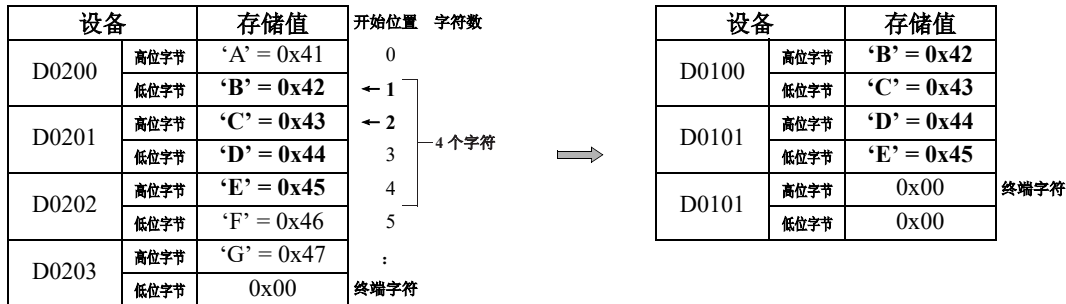 设备 存储值 开始位置 字符数
D0200 高位字节 ‘A’ = 0x41 0
低位字节 ‘B’ = 0x42 ← 1
D0201 高位字节 ‘C’ = 0x43 ← 2
4 个字符
低位字节 ‘D’ = 0x44 3
D0202 高位字节 ‘E’ = 0x45 4
低位字节 ‘F’ = 0x46 5
D0203 高位字节 ‘G’ = 0x47 :
低位字节 0x00 终端字符
设备 存储值
D0100 高位字节 ‘B’ = 0x42
低位字节 ‘C’ = 0x43
D0101 高位字节 ‘D’ = 0x44
低位字节 ‘E’ = 0x45
D0101 高位字节 0x00 终端字符
低位字节 0x00